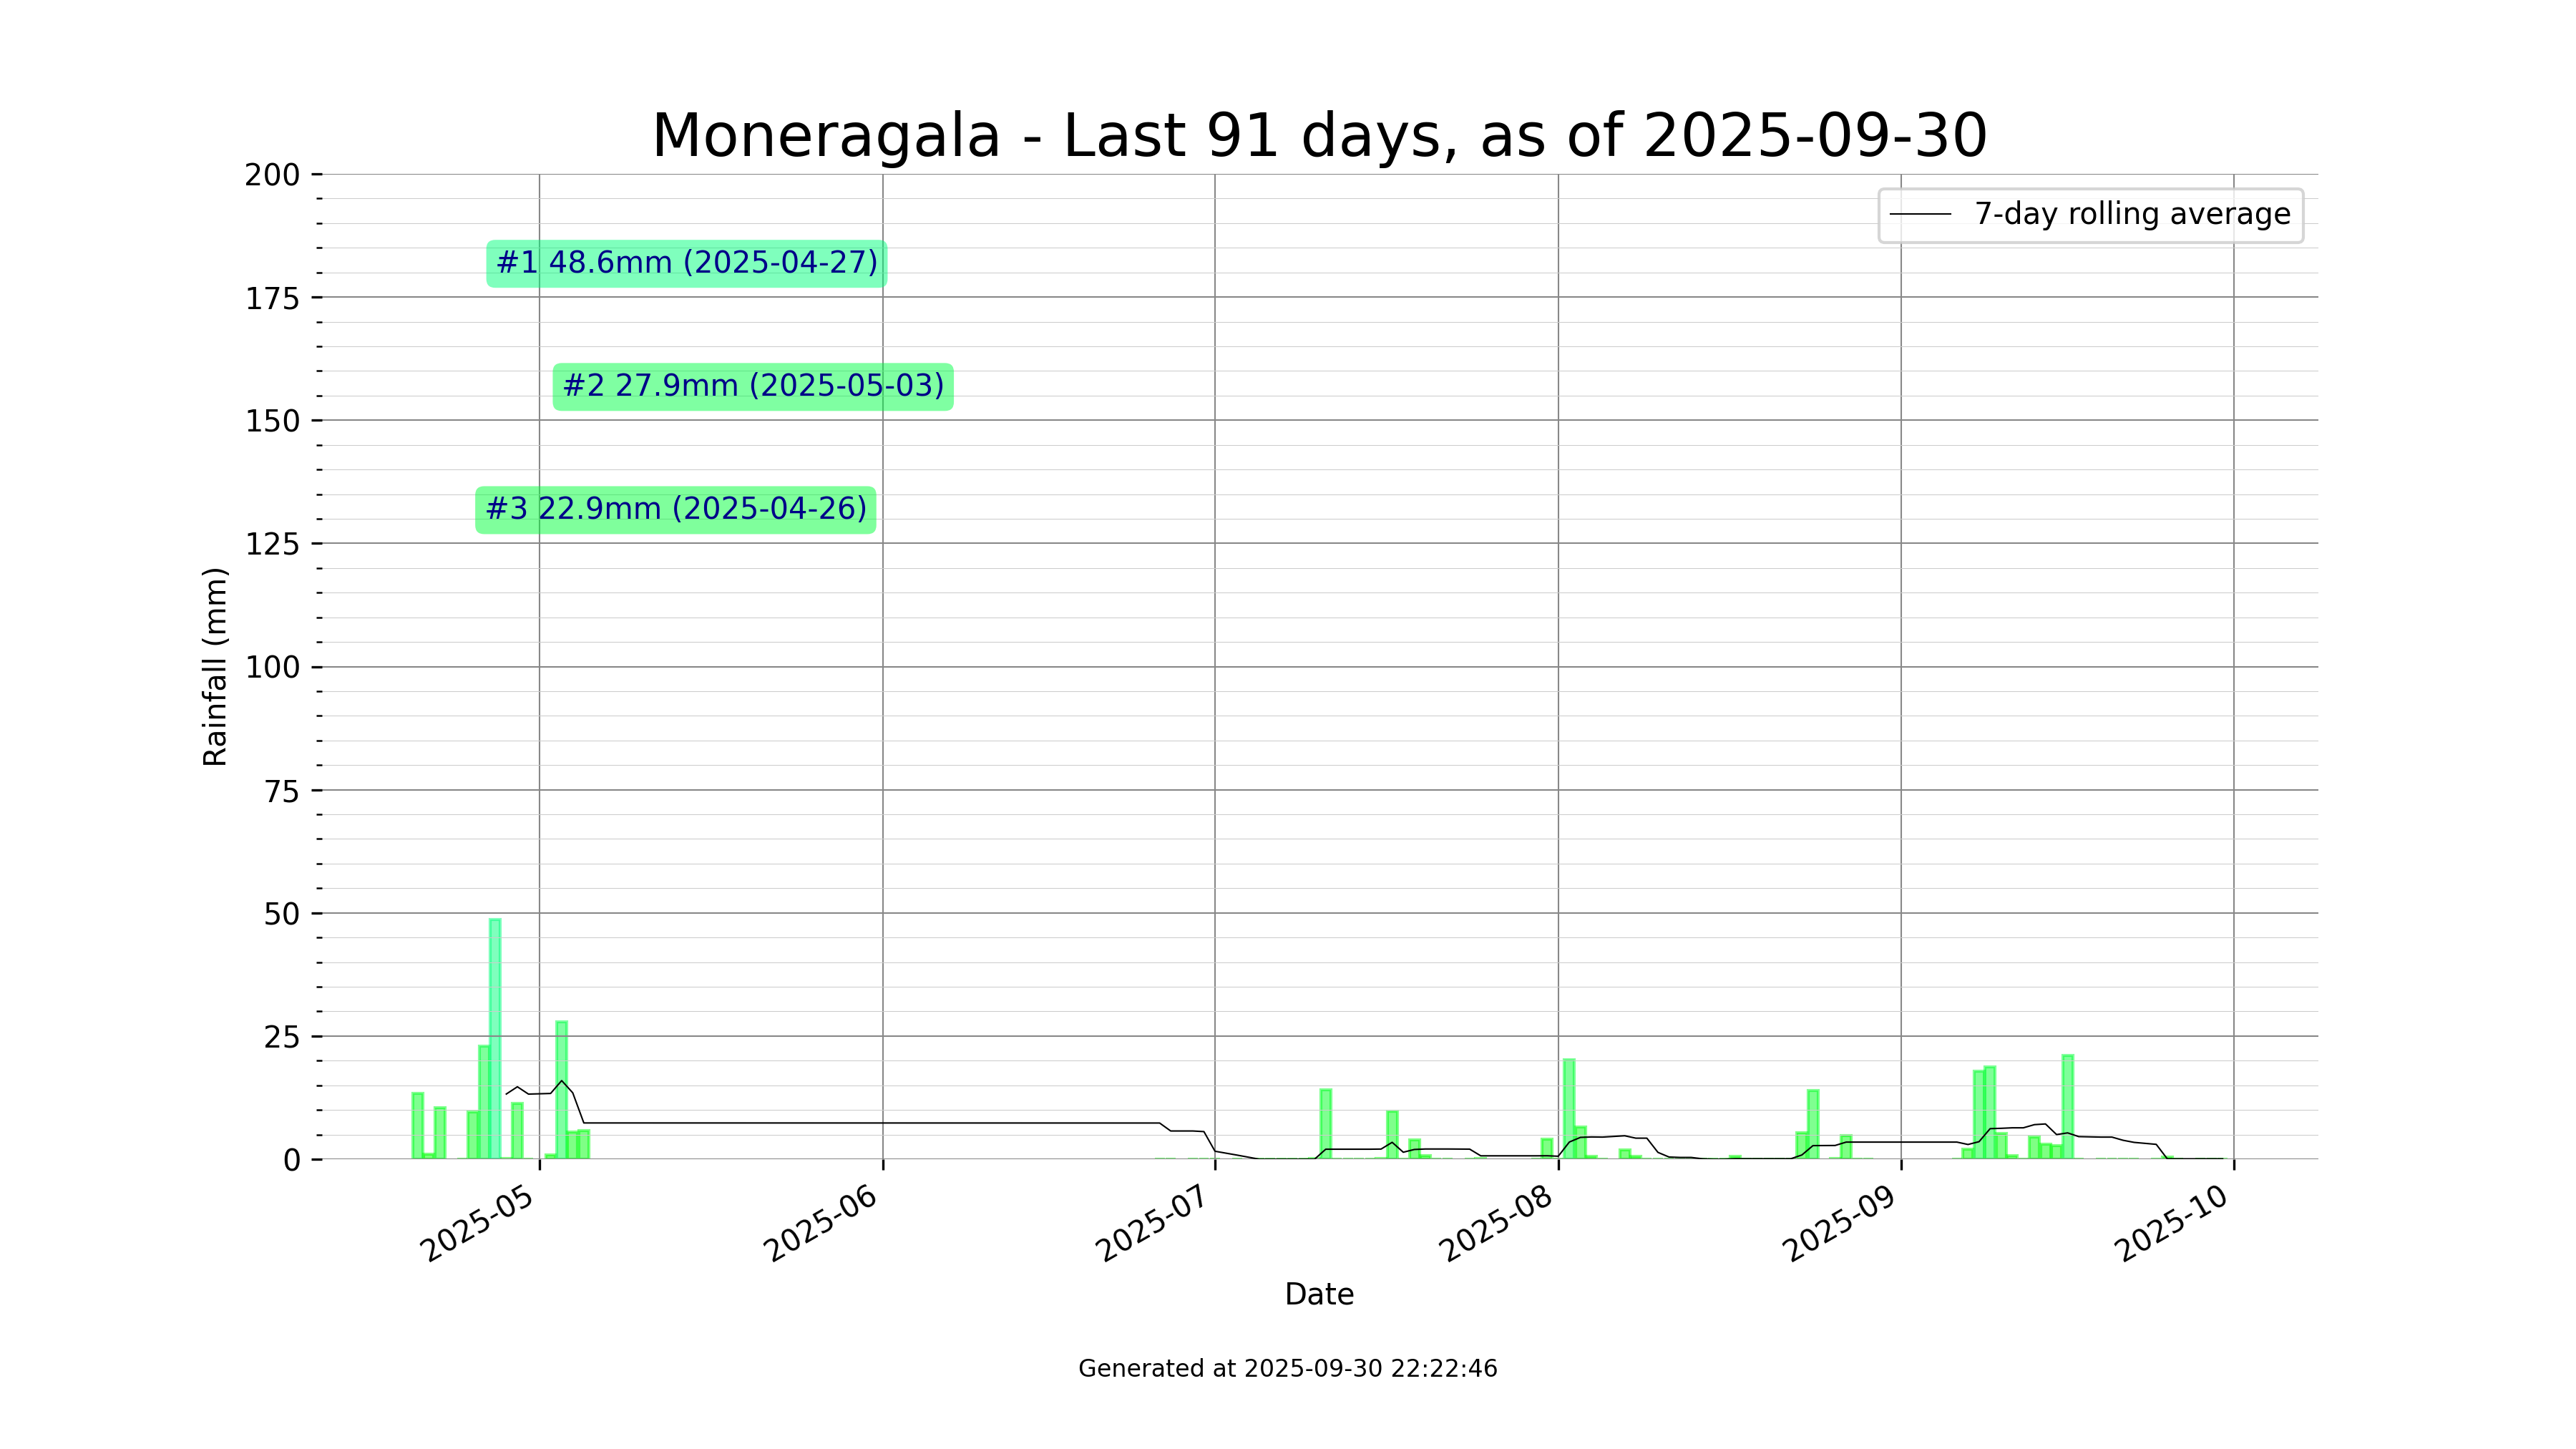 Moneragala - Last 91 days, as of 2025-09-30
7-day rolling average
#1 48.6mm (2025-04-27)
#2 27.9mm (2025-05-03)
#3 22.9mm (2025-04-26)
Rainfall (mm)
200
175
150
125
100
75
50
25
0
2025-05
2025-06
2025-07
2025-08
2025-09
2025-10
Date
Generated at 2025-09-30 22:22:46